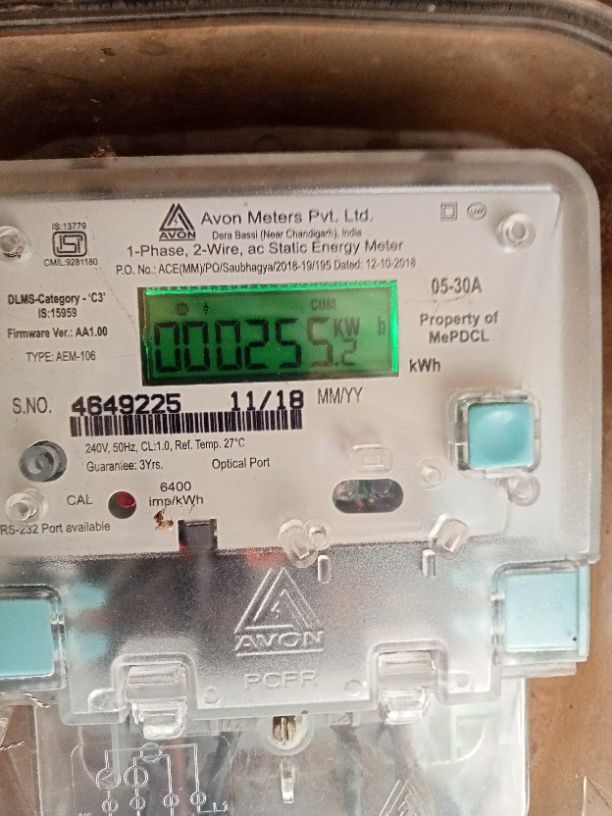 IS:13779
ISI
CM/L:9281180
Avon Meters Pvt. Ltd.
Dera Bassi (Near Chandigarh), India
1-Phase, 2-Wire, ac Static Energy Meter
P.O. No.: ACE(MM)/PO/Saubhagya/2018-19/195 Dated: 12-10-2018
DLMS-Category - 'C3'
IS:15959
Firmware Ver.: AA1.00
TYPE: AEM-106
CUM
000255.2 KW h
05-30A
Property of
MePDCL
kWh
S.NO. 4649225 11/18 MM/YY
240V, 50Hz, CL:1.0, Ref. Temp. 27°C
Guarantee: 3Yrs. Optical Port
CAL
6400
imp/kWh
RS-232 Port available
AVON
PCFR
AVON